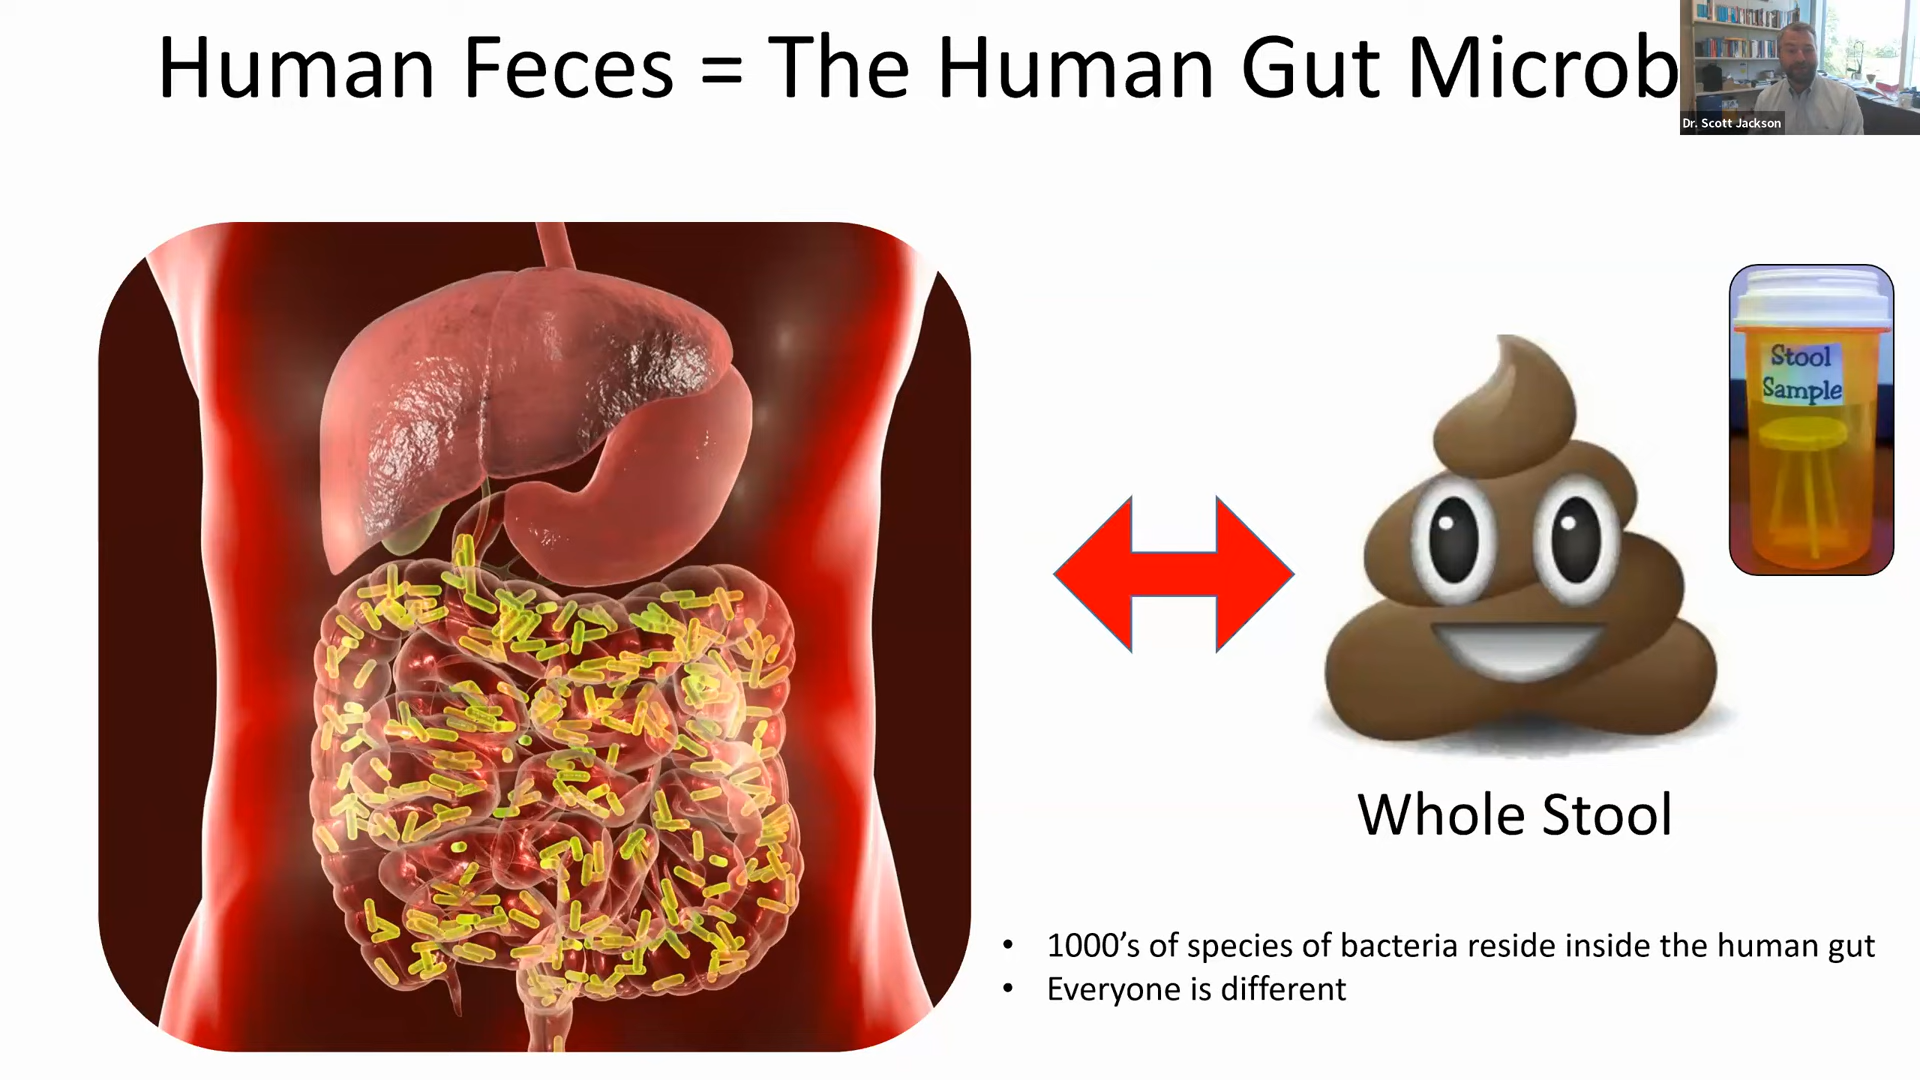 Human Feces = The Human Gut Microb
Dr. Scott Jackson
Stool
Sample
Whole Stool
• 1000’s of species of bacteria reside inside the human gut
• Everyone is different